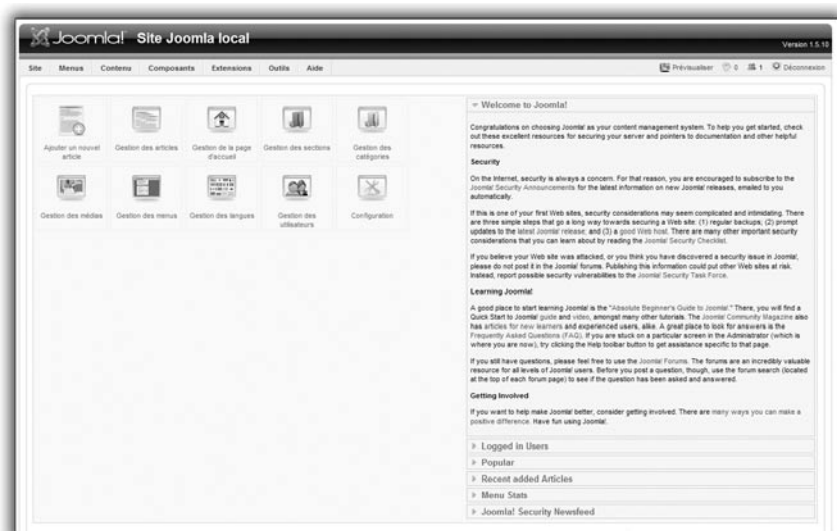 Joomla! Site Joomla local
Version 1.5.10
Site Menus Contenu Composants Extensions Outils Aide
Prévisualiser 0 1 Déconnexion
Ajouter un nouvel article
Gestion des articles
Gestion de la page d'accueil
Gestion des sections
Gestion des catégories
Gestion des médias
Gestion des menus
Gestion des langues
Gestion des utilisateurs
Configuration
Welcome to Joomla!
Congratulations on choosing Joomla! as your content management system. To help you get started, check
out these excellent resources for securing your server and pointers to documentation and other helpful
resources.
Security
On the Internet, security is always a concern. For that reason, you are encouraged to subscribe to the
Joomla! Security Announcements for the latest information on new Joomla! releases, emailed to you
automatically.
If this is one of your first Web sites, security considerations may seem complicated and intimidating. There
are three simple steps that go a long way towards securing a Web site: (1) regular backups; (2) prompt
updates to the latest Joomla! release; and (3) a good Web host. There are many other important security
considerations that you can learn about by reading the Joomla! Security Checklist.
If you believe your Web site was attacked, or you think you have discovered a security issue in Joomla!,
please do not post it in the Joomla! forums. Publishing this information could put other Web sites at risk.
Instead, report possible security vulnerabilities to the Joomla! Security Task Force.
Learning Joomla!
A good place to start learning Joomla! is the "Absolute Beginner's Guide to Joomla!." There, you will find a
Quick Start to Joomla! guide and video, amongst many other tutorials. The Joomla! Community Magazine also
has articles for new learners and experienced users, alike. A great place to look for answers is the
Frequently Asked Questions (FAQ). If you are stuck on a particular screen in the Administrator (which is
where you are now), try clicking the Help toolbar button to get assistance specific to that page.
If you still have questions, please feel free to use the Joomla! Forums. The forums are an incredibly valuable
resource for all levels of Joomla! users. Before you post a question, though, use the forum search (located
at the top of each forum page) to see if the question has been asked and answered.
Getting Involved
If you want to help make Joomla! better, consider getting involved. There are many ways you can make a
positive difference. Have fun using Joomla!.
Logged in Users
Popular
Recent added Articles
Menu Stats
Joomla! Security Newsfeed